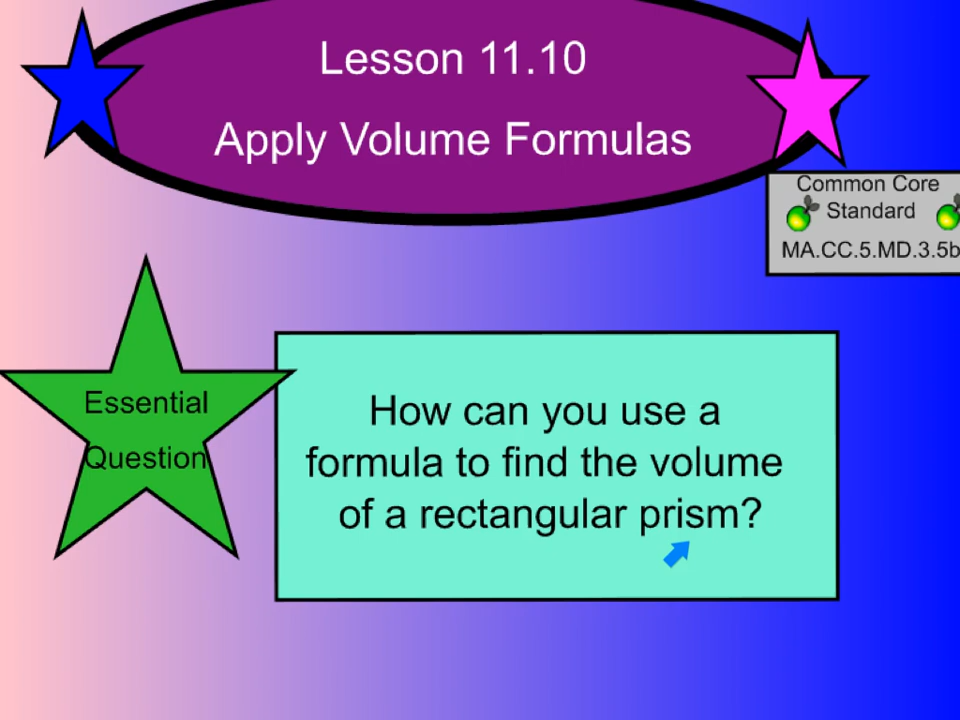 Lesson 11.10
Apply Volume Formulas
Common Core
Standard
MA.CC.5.MD.3.5b
Essential
Question
How can you use a
formula to find the volume
of a rectangular prism?